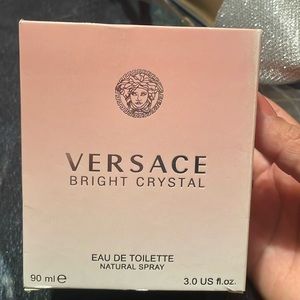 VERSACE
BRIGHT CRYSTAL
EAU DE TOILETTE
NATURAL SPRAY
90 ml ℮ 3.0 US fl.oz.